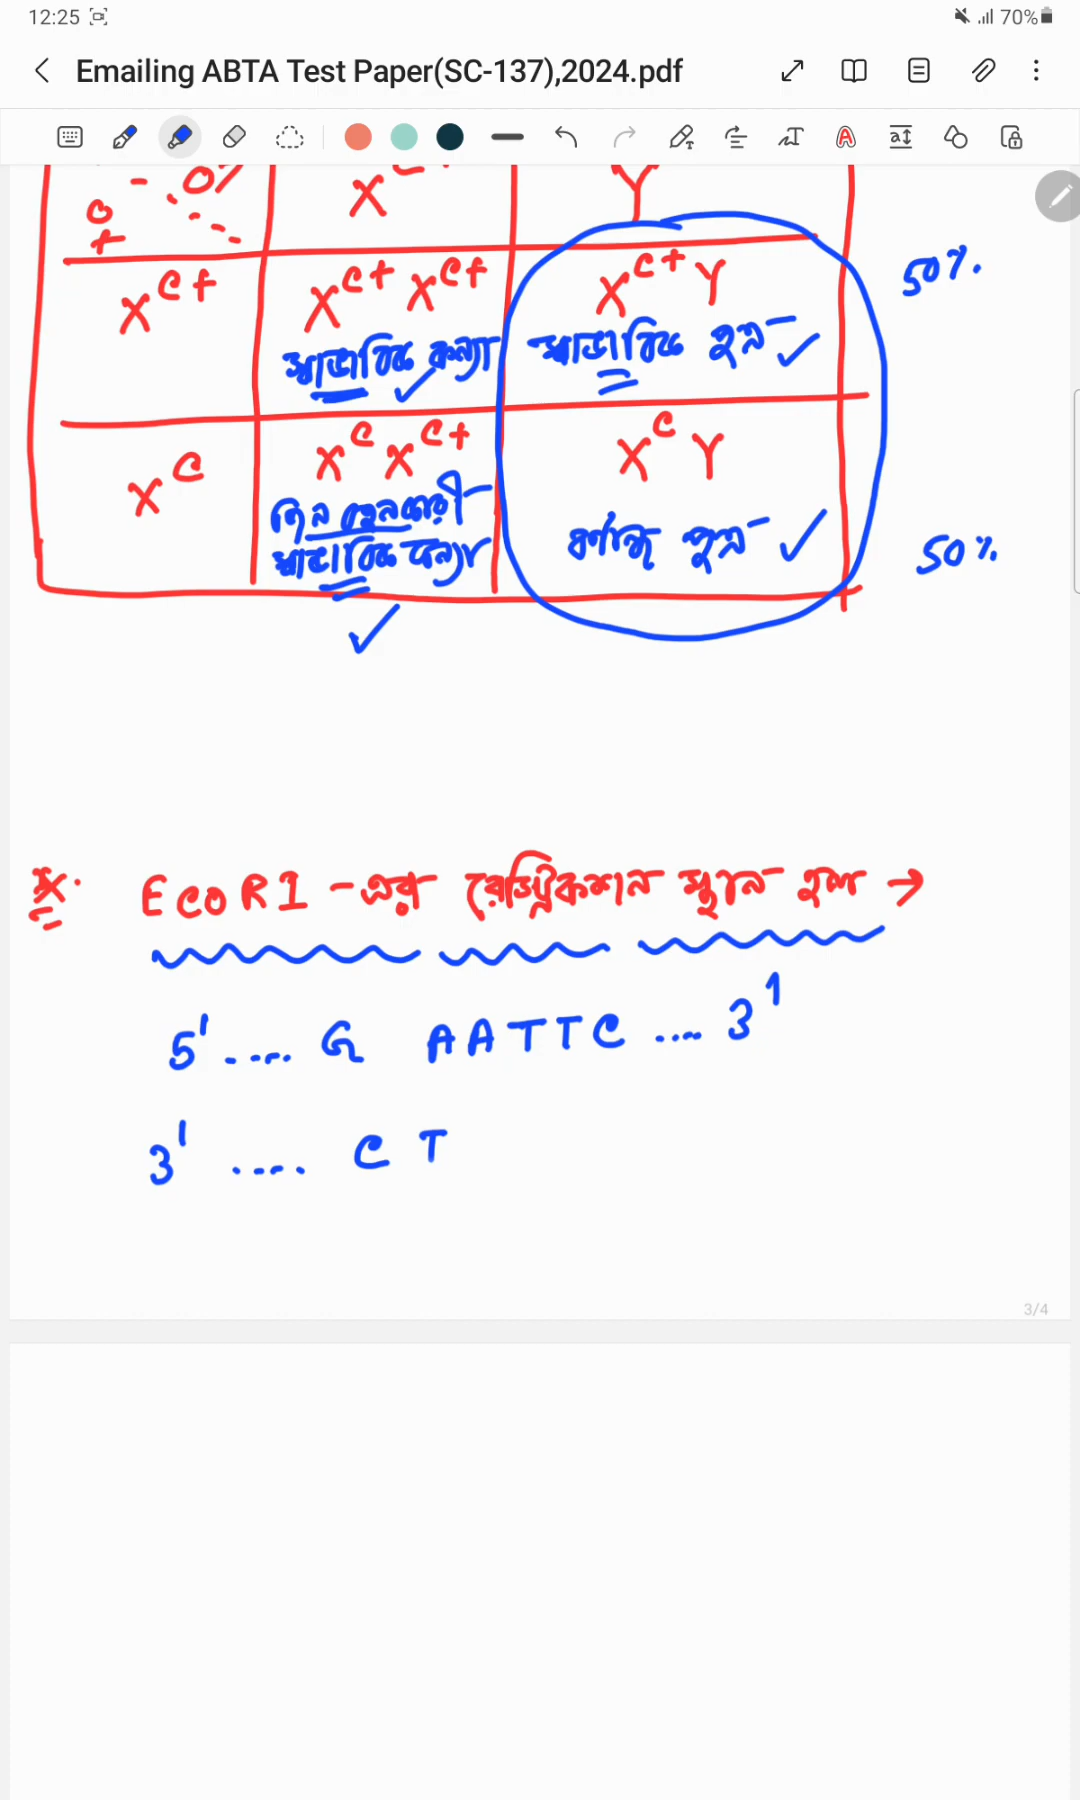 12:25 70%
Emailing ABTA Test Paper(SC-137),2024.pdf
X Y
X^C+ X^C+ X^C+ X^C+ Y 50%.
স্বাভাবিক কন্যা স্বাভাবিক পুত্র
X^C X^C X^C+ X^C Y
জিন বহনকারী
স্বাভাবিক কন্যা বর্ণান্ধ পুত্র 50%.
* ECORI -এর রেস্ট্রিকশান স্থান হল →
5' .... G AATTC .... 3'
3' .... C T
3/4